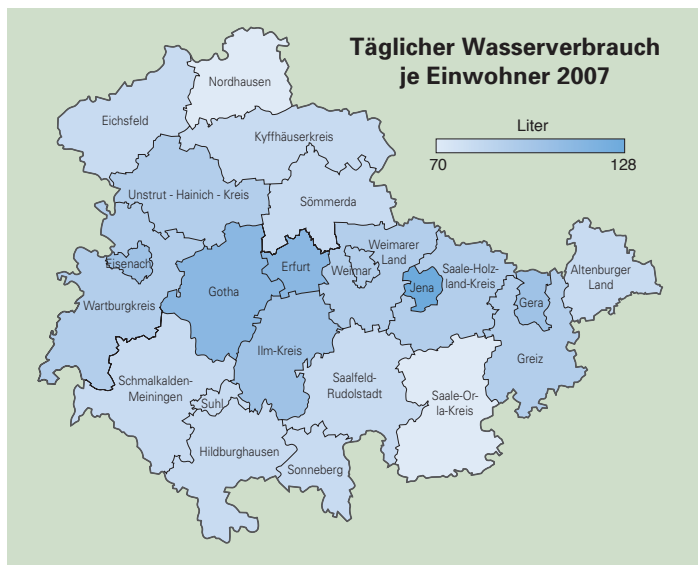 Täglicher Wasserverbrauch
je Einwohner 2007
Liter
70
128
Nordhausen
Eichsfeld
Kyffhäuserkreis
Unstrut - Hainich - Kreis
Sömmerda
Eisenach
Wartburgkreis
Gotha
Erfurt
Weimar
Weimarer
Land
Jena
Saale-Holz-
land-Kreis
Gera
Altenburger
Land
Greiz
Ilm-Kreis
Schmalkalden-
Meiningen
Suhl
Saalfeld-
Rudolstadt
Saale-Or-
la-Kreis
Hildburghausen
Sonneberg